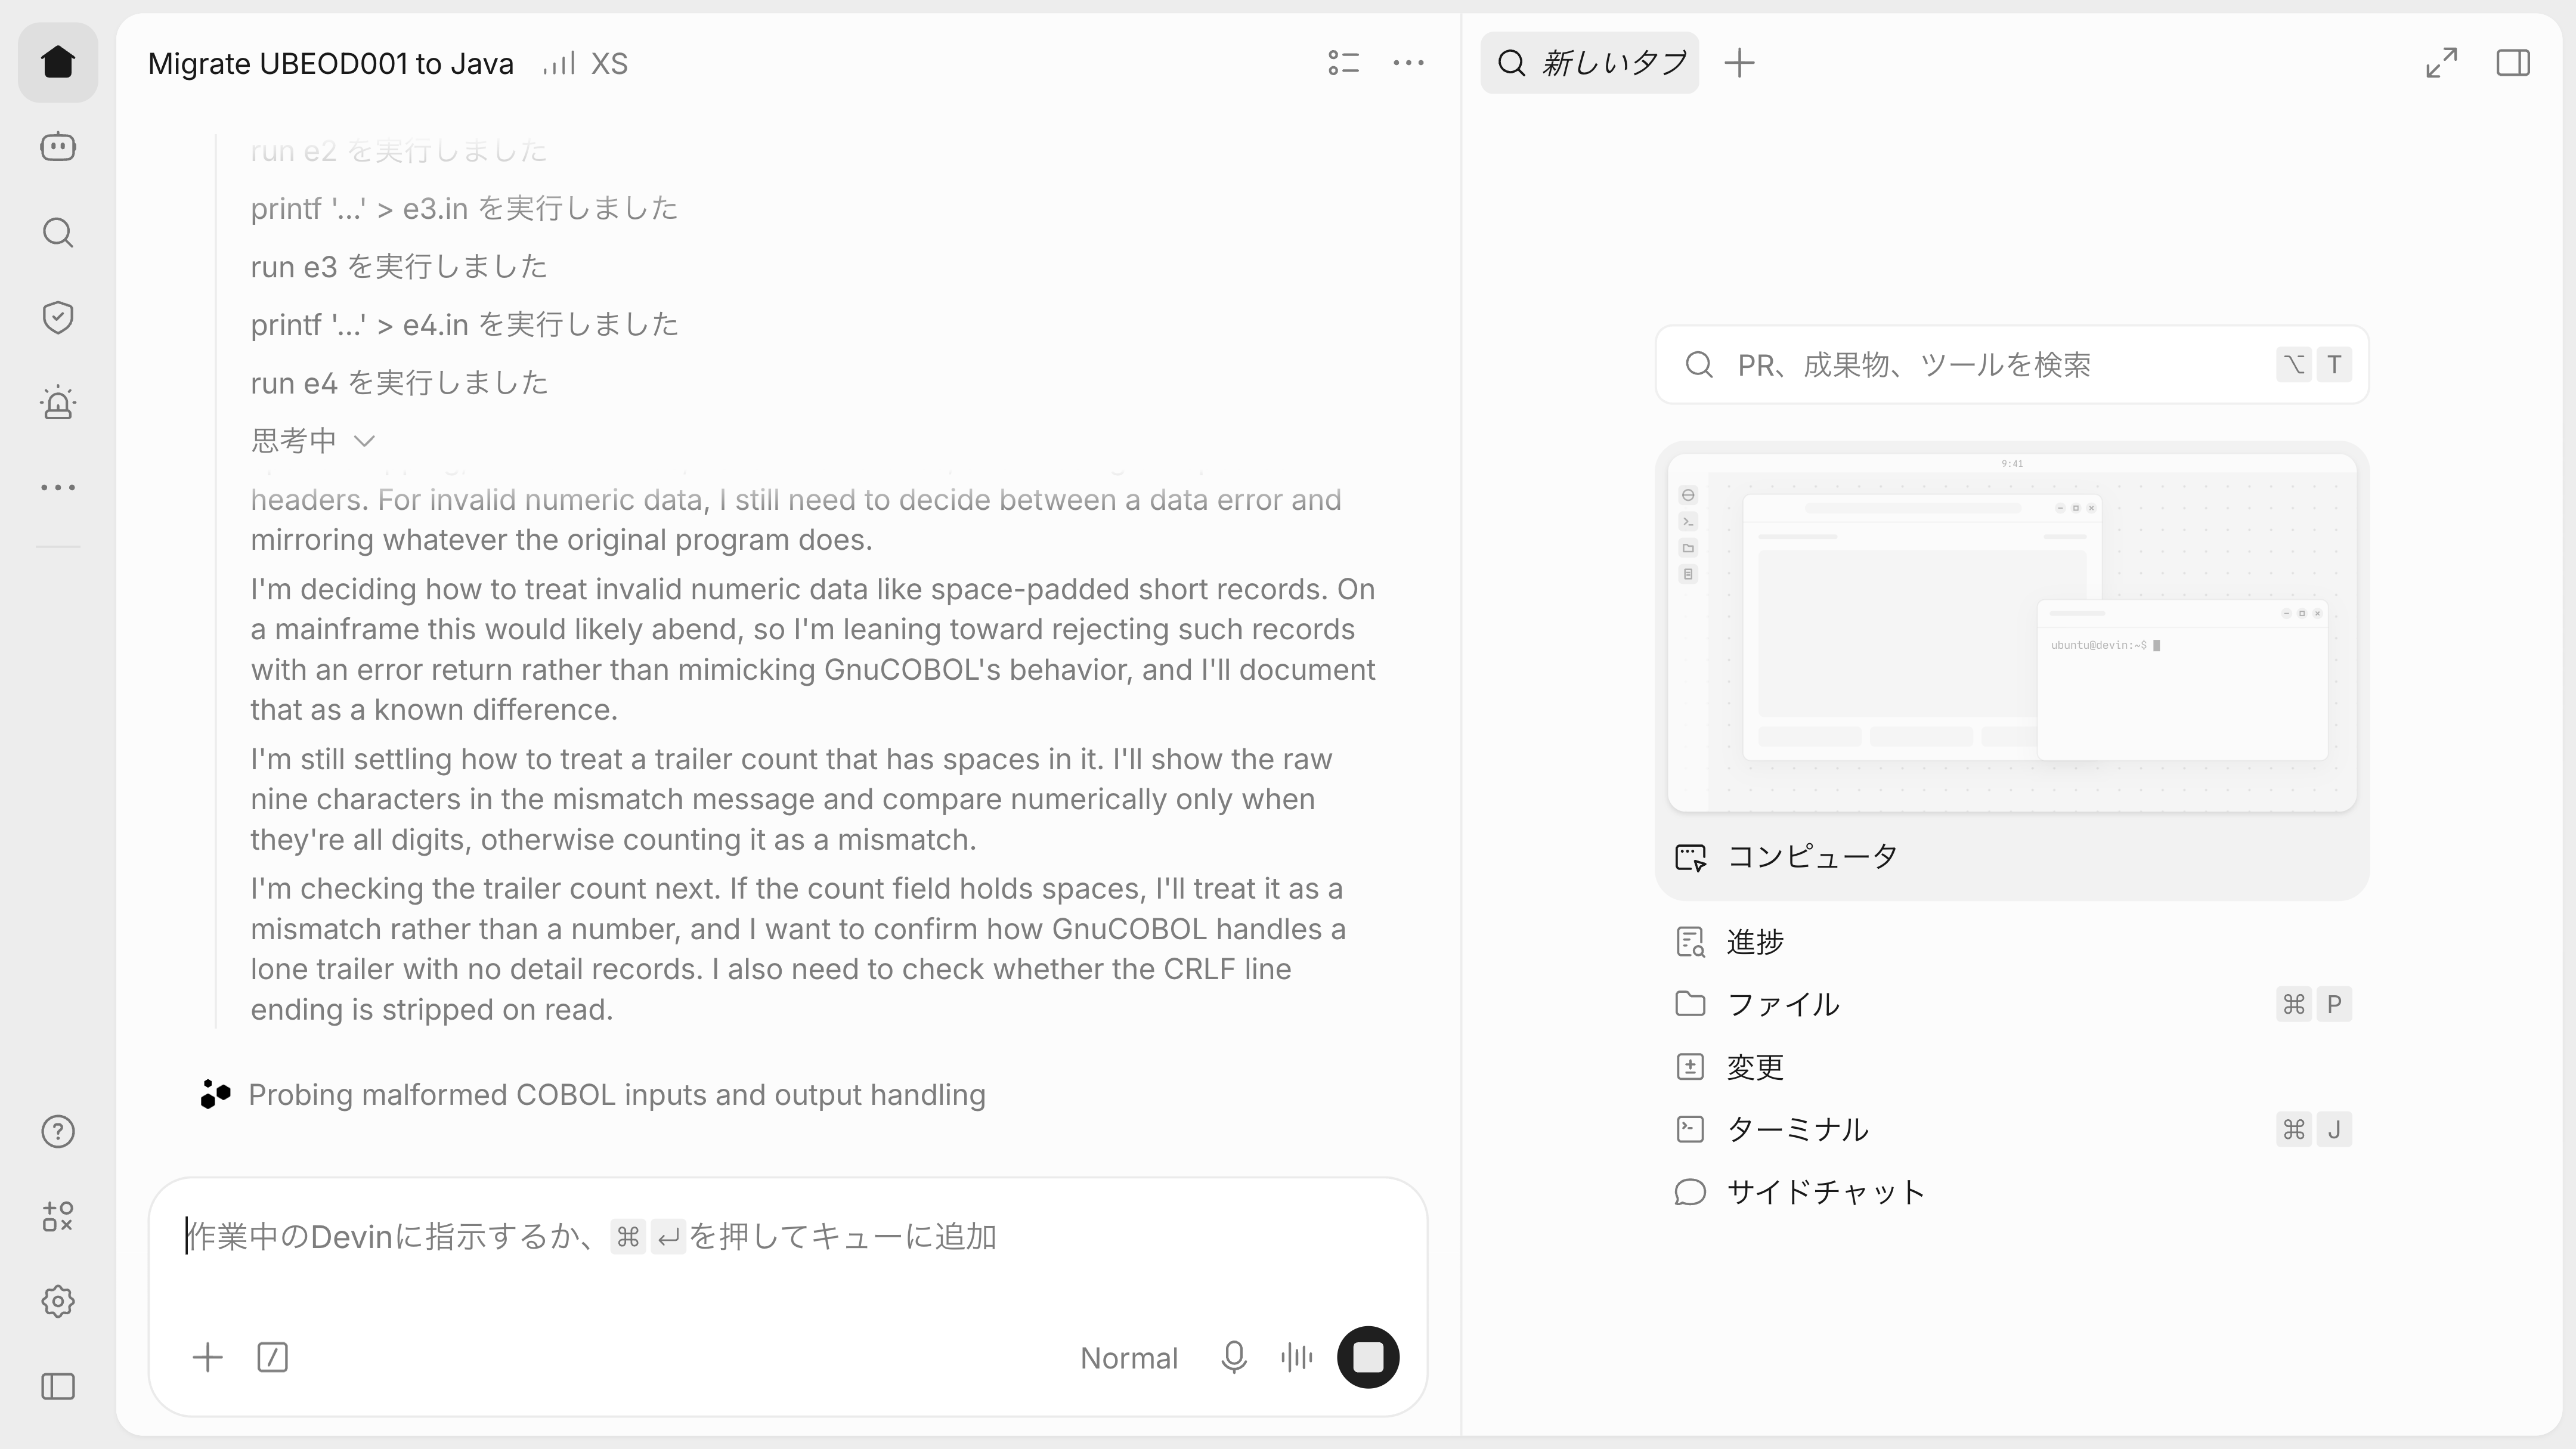 Migrate UBEOD001 to Java
XS
run e2 を実行しました
printf '...' > e3.in を実行しました
run e3 を実行しました
printf '...' > e4.in を実行しました
run e4 を実行しました
思考中
headers. For invalid numeric data, I still need to decide between a data error and
mirroring whatever the original program does.
I'm deciding how to treat invalid numeric data like space-padded short records. On
a mainframe this would likely abend, so I'm leaning toward rejecting such records
with an error return rather than mimicking GnuCOBOL's behavior, and I'll document
that as a known difference.
I'm still settling how to treat a trailer count that has spaces in it. I'll show the raw
nine characters in the mismatch message and compare numerically only when
they're all digits, otherwise counting it as a mismatch.
I'm checking the trailer count next. If the count field holds spaces, I'll treat it as a
mismatch rather than a number, and I want to confirm how GnuCOBOL handles a
lone trailer with no detail records. I also need to check whether the CRLF line
ending is stripped on read.
Probing malformed COBOL inputs and output handling
作業中のDevinに指示するか、⌘↵を押してキューに追加
Normal
新しいタブ
PR、成果物、ツールを検索
⌥ T
9:41
ubuntu@devin:~$
コンピュータ
進捗
ファイル
⌘ P
変更
ターミナル
⌘ J
サイドチャット